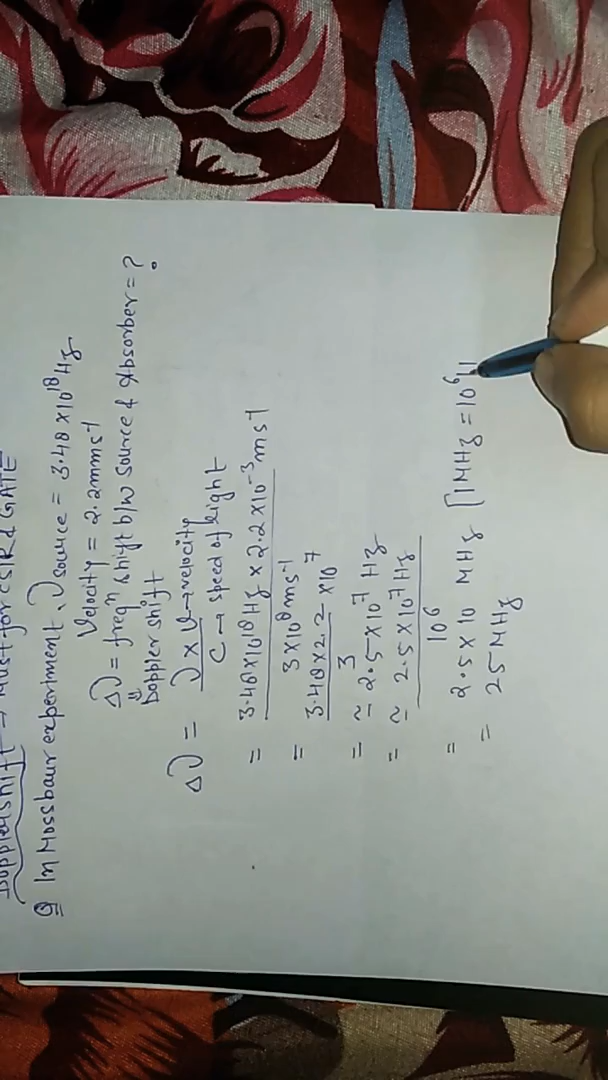 Doppler shift → Must for CSIR & GATE
Q In Mossbaur experiment, ν source = 3.48 × 10¹⁸ Hz
Velocity = 2.2 mm s⁻¹
Δν = freqⁿ shift b/w source & Absorber = ?
Doppler shift
Δν = ν × v → velocity
C → speed of light
= 3.48 × 10¹⁸ Hz × 2.2 × 10⁻³ m s⁻¹
3 × 10⁸ m s⁻¹
= 3.48 × 2.2 × 10⁷
3
= ≃ 2.5 × 10⁷ Hz
= ≃ 2.5 × 10⁷ Hz
10⁶
= 2.5 × 10 MHz [1 MHz = 10⁶ H
= 25 MHz